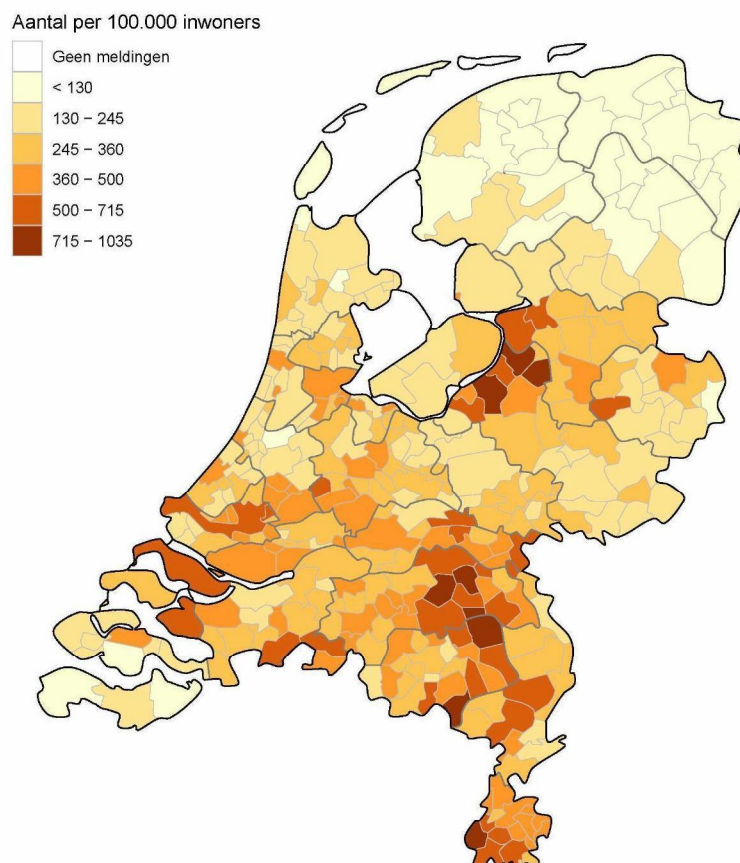 Aantal per 100.000 inwoners
Geen meldingen
< 130
130 − 245
245 − 360
360 − 500
500 − 715
715 − 1035